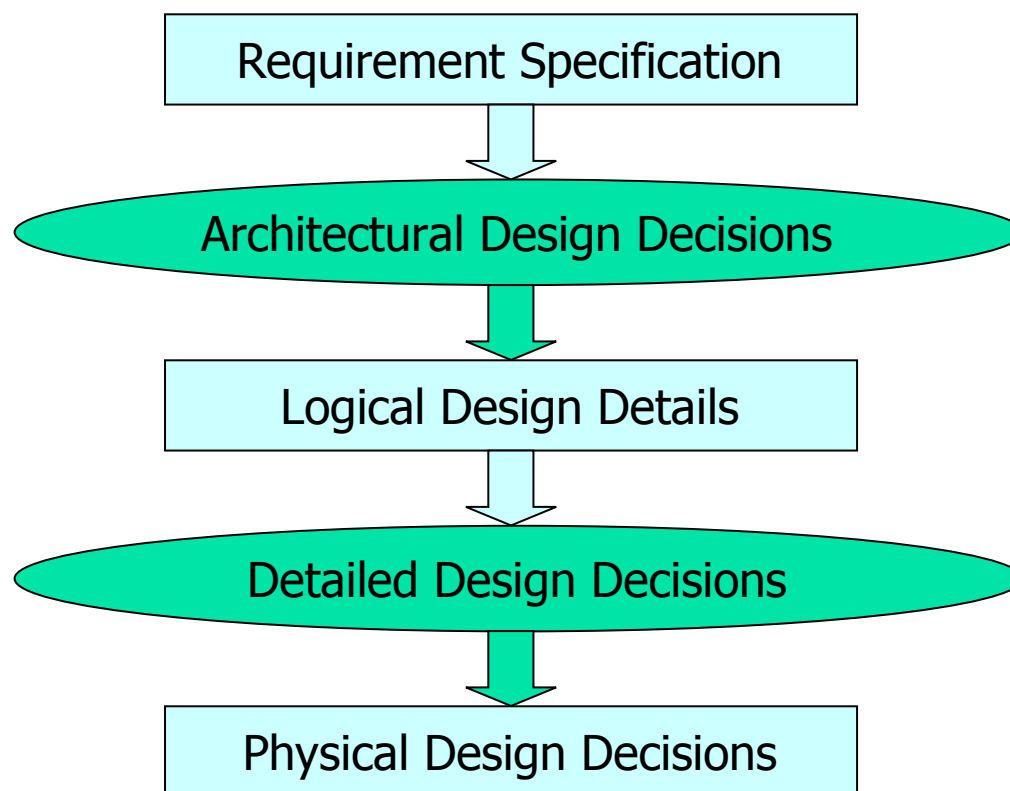 Requirement Specification
Architectural Design Decisions
Logical Design Details
Detailed Design Decisions
Physical Design Decisions